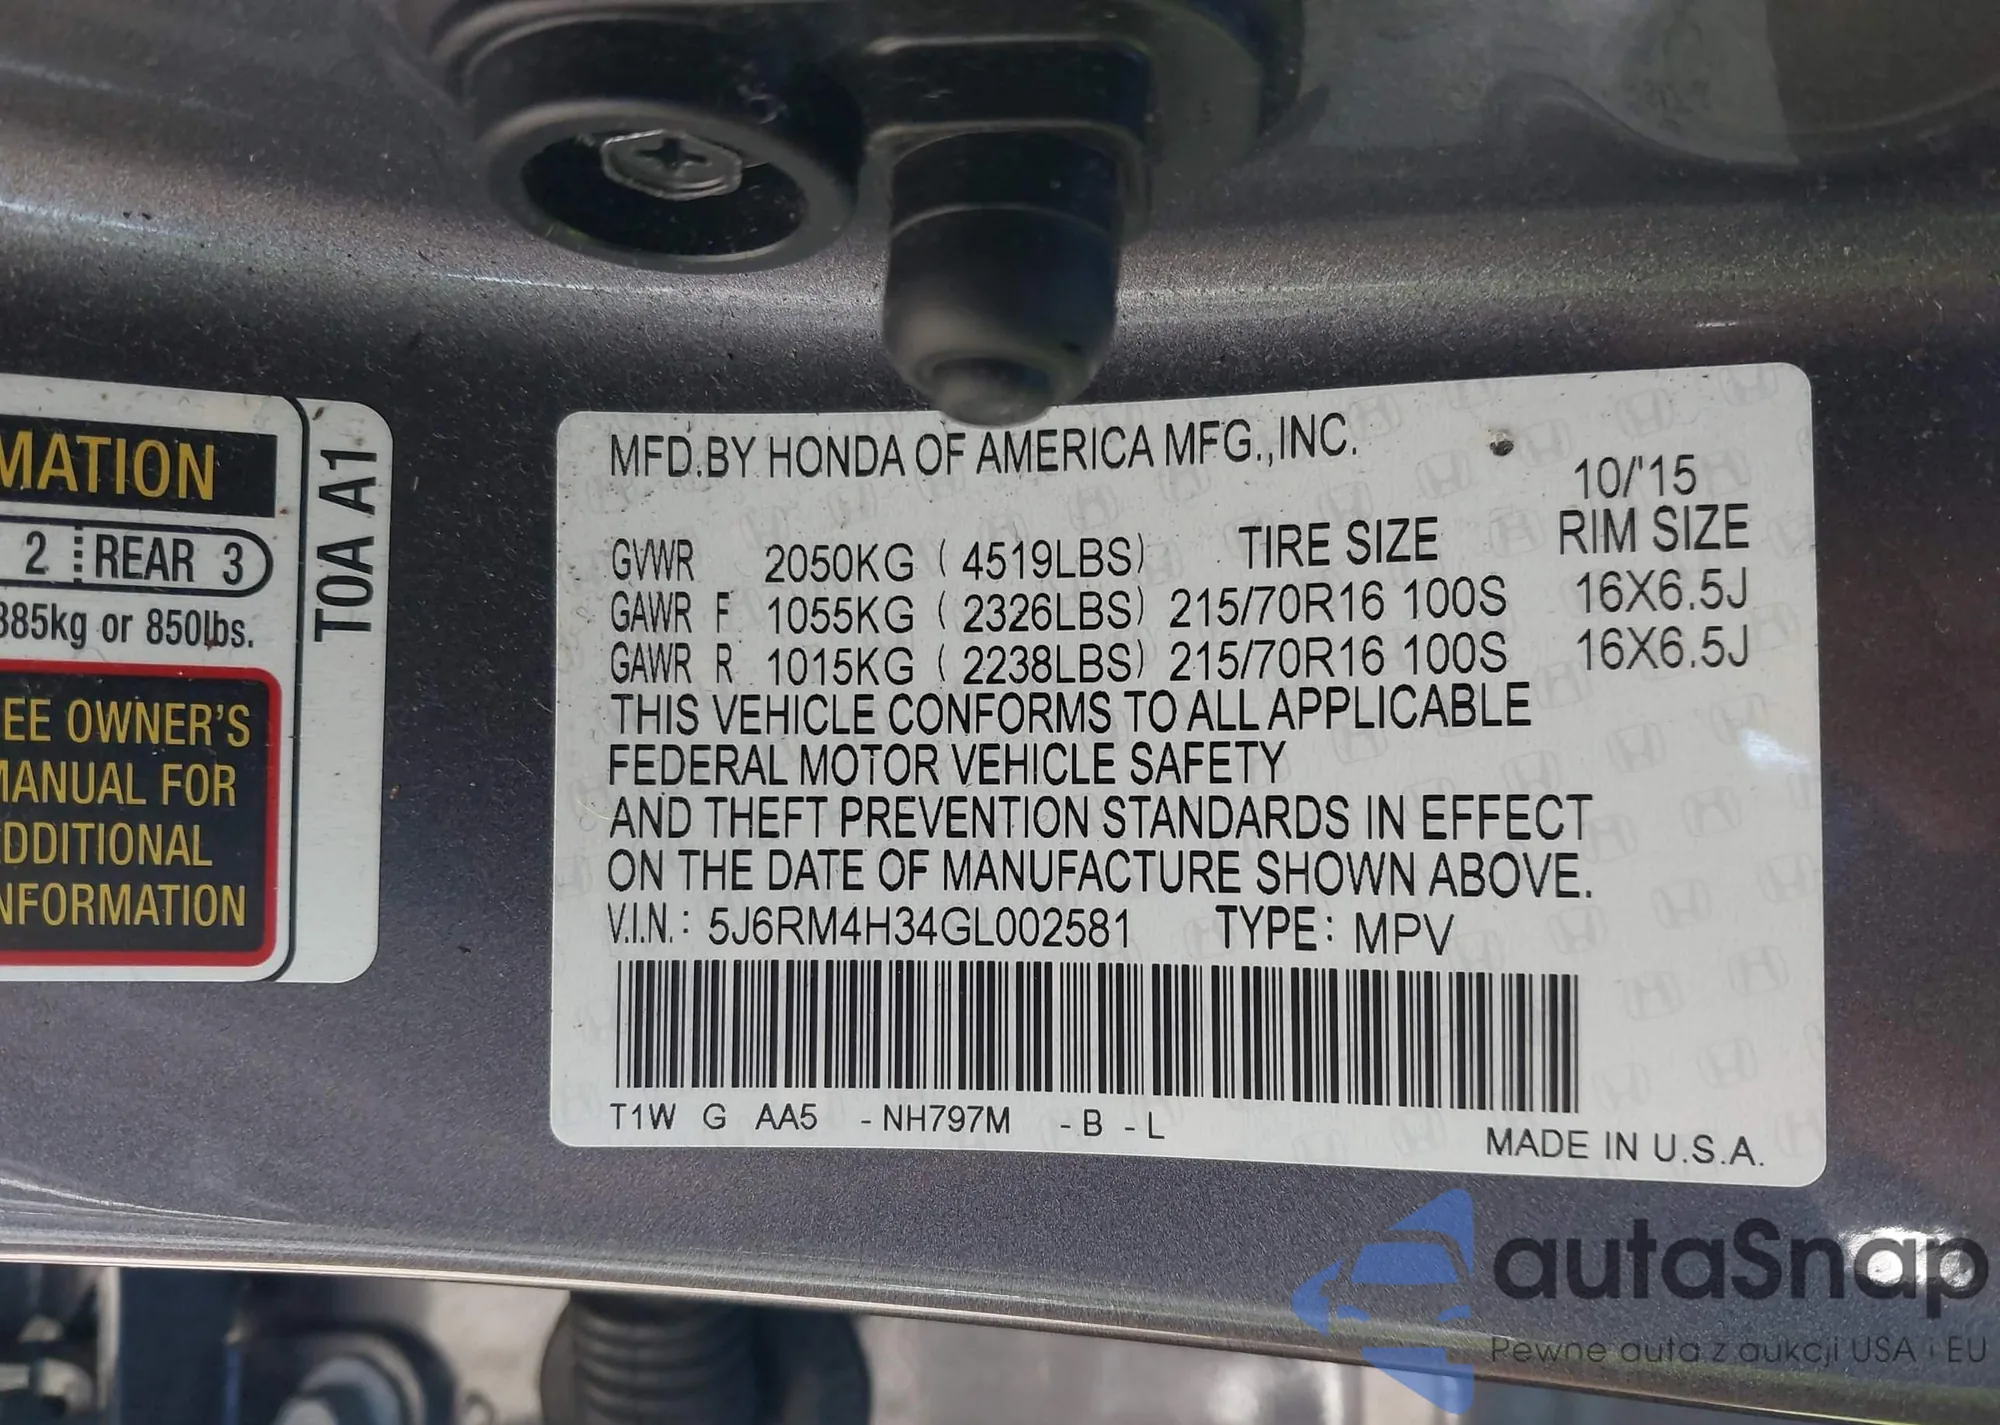 MATION
2 REAR 3
385kg or 850lbs.
EE OWNER'S
MANUAL FOR
DDITIONAL
NFORMATION
T0A A1
MFD.BY HONDA OF AMERICA MFG.,INC.
10/'15
GVWR 2050KG ( 4519LBS) TIRE SIZE RIM SIZE
GAWR F 1055KG ( 2326LBS) 215/70R16 100S 16X6.5J
GAWR R 1015KG ( 2238LBS) 215/70R16 100S 16X6.5J
THIS VEHICLE CONFORMS TO ALL APPLICABLE
FEDERAL MOTOR VEHICLE SAFETY
AND THEFT PREVENTION STANDARDS IN EFFECT
ON THE DATE OF MANUFACTURE SHOWN ABOVE.
V.I.N.: 5J6RM4H34GL002581 TYPE: MPV
T1W G AA5 -NH797M -B -L
MADE IN U.S.A.
autaSnap
Pewne auta z aukcji USA i EU